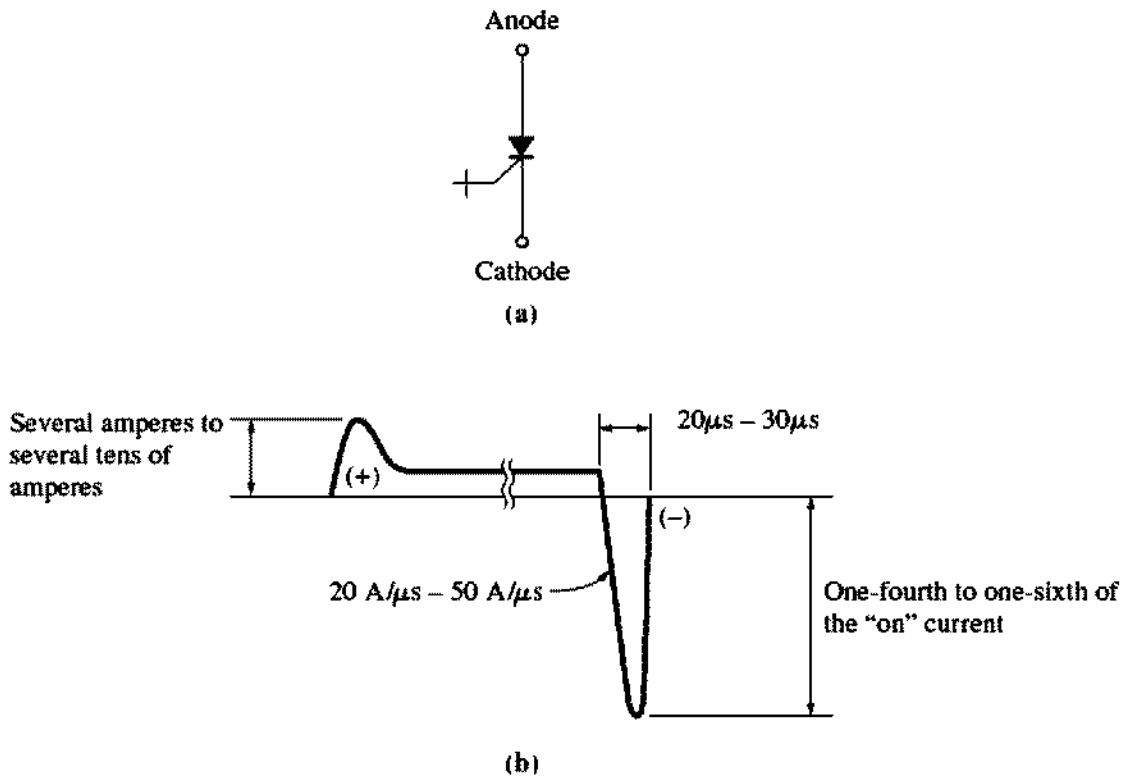 Anode
Cathode
(a)
Several amperes to
several tens of
amperes
(+)
20μs – 30μs
(–)
20 A/μs – 50 A/μs
One-fourth to one-sixth of
the “on” current
(b)